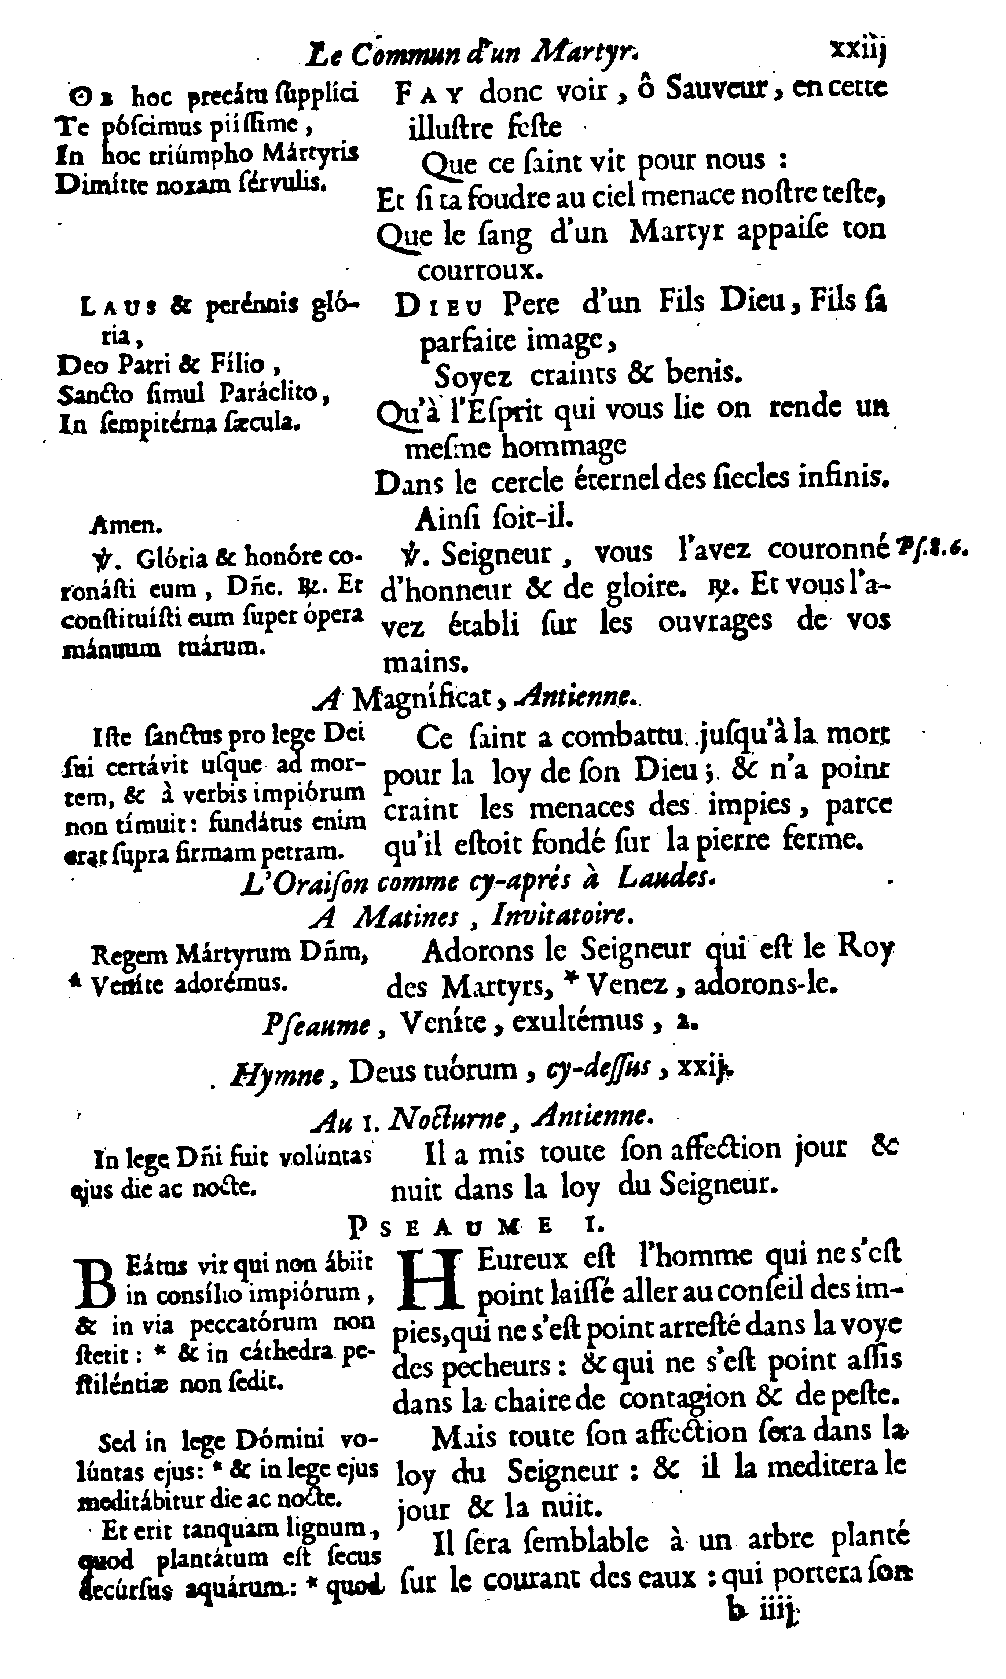 Le Commun d'un Martyr. xxiij
OB hoc precátu ſúpplici
Te póſcimus piíſſime,
In hoc triúmpho Mártyris
Dimítte noxam ſérvulis.
FAY donc voir, ô Sauveur, en cette
illuſtre feſte
Que ce ſaint vit pour nous :
Et ſi ta foudre au ciel menace noſtre teſte,
Que le ſang d'un Martyr appaiſe ton
courroux.
LAUS & perénnis gló-
ria,
Deo Patri & Fílio,
Sancto ſimul Paráclito,
In ſempitérna ſæcula.
Amen.
DIEU Pere d'un Fils Dieu, Fils ſa
parfaite image,
Soyez craints & benis.
Qu'à l'Eſprit qui vous lie on rende un
meſme hommage
Dans le cercle éternel des ſiecles infinis.
Ainſi ſoit-il.
℣. Glória & honóre co-
ronáſti eum, Dñe. ℟. Et
conſtituíſti eum ſuper ópera
mánuum tuárum.
℣. Seigneur, vous l'avez couronné Pſ. 8. 6.
d'honneur & de gloire. ℟. Et vous l'a-
vez établi ſur les ouvrages de vos
mains.
A Magníficat, Antienne.
Iſte ſanctus pro lege Dei
ſui certávit uſque ad mor-
tem, & à verbis impiórum
non tímuit : fundátus enim
erat ſupra firmam petram.
Ce ſaint a combattu juſqu'à la mort
pour la loy de ſon Dieu ; & n'a point
craint les menaces des impies, parce
qu'il eſtoit fondé ſur la pierre ferme.
L'Oraiſon comme cy-aprés à Laudes.
A Matines, Invitatoire.
Regem Mártyrum Dñm,
* Veníte adorémus.
Adorons le Seigneur qui eſt le Roy
des Martyrs, * Venez, adorons-le.
Pſeaume, Veníte, exultémus, 2.
Hymne, Deus tuórum, cy-deſſus, xxij.
Au I. Nocturne, Antienne.
In lege Dñi fuit volúntas
ejus die ac nocte.
Il a mis toute ſon affection jour &
nuit dans la loy du Seigneur.
PSEAUME I.
BEátus vir qui non ábiit
in consílio impiórum,
& in via peccatórum non
ſtetit : * & in cáthedra pe-
ſtiléntiæ non ſedit.
Sed in lege Dómini vo-
lúntas ejus : * & in lege ejus
meditábitur die ac nocte.
Et erit tanquam lignum,
quod plantátum eſt ſecus
decúrſus aquárum : * quod
HEureux eſt l'homme qui ne s'eſt
point laiſſé aller au conſeil des im-
pies, qui ne s'eſt point arreſté dans la voye
des pecheurs : & qui ne s'eſt point aſſis
dans la chaire de contagion & de peſte.
Mais toute ſon affection ſera dans la
loy du Seigneur : & il la meditera le
jour & la nuit.
Il ſera ſemblable à un arbre planté
ſur le courant des eaux : qui portera ſon
b iiij